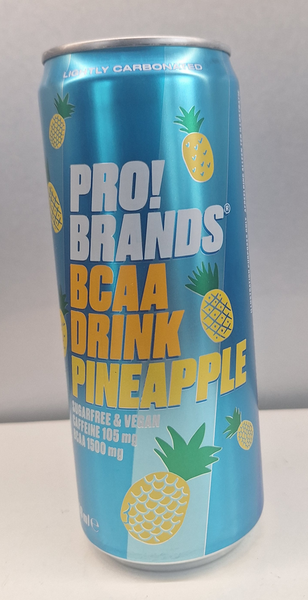 LIGHTLY CARBONATED
PRO!
BRANDS®
BCAA
DRINK
PINEAPPLE
SUGARFREE & VEGAN
CAFFEINE 105 mg
BCAA 1500 mg